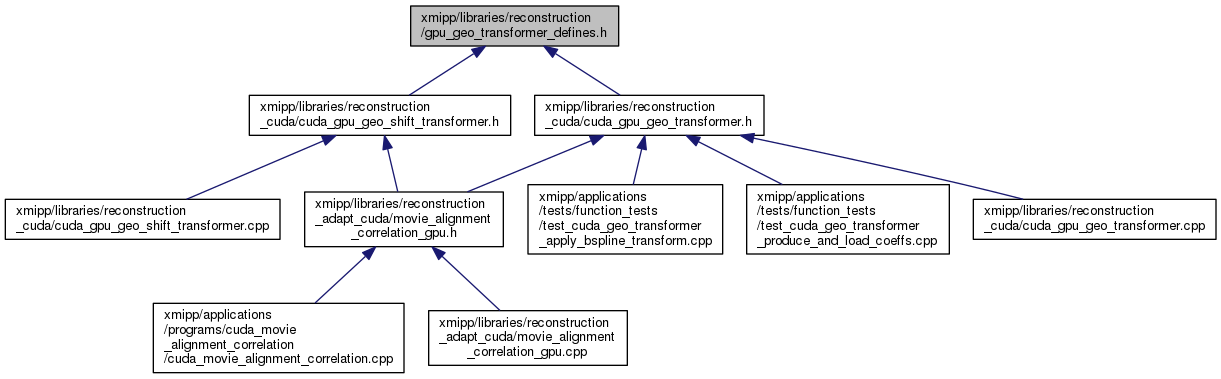 xmipp/libraries/reconstruction
/gpu_geo_transformer_defines.h
xmipp/libraries/reconstruction
_cuda/cuda_gpu_geo_shift_transformer.h
xmipp/libraries/reconstruction
_cuda/cuda_gpu_geo_transformer.h
xmipp/libraries/reconstruction
_cuda/cuda_gpu_geo_shift_transformer.cpp
xmipp/libraries/reconstruction
_adapt_cuda/movie_alignment
_correlation_gpu.h
xmipp/applications
/tests/function_tests
/test_cuda_geo_transformer
_apply_bspline_transform.cpp
xmipp/applications
/tests/function_tests
/test_cuda_geo_transformer
_produce_and_load_coeffs.cpp
xmipp/libraries/reconstruction
_cuda/cuda_gpu_geo_transformer.cpp
xmipp/applications
/programs/cuda_movie
_alignment_correlation
/cuda_movie_alignment_correlation.cpp
xmipp/libraries/reconstruction
_adapt_cuda/movie_alignment
_correlation_gpu.cpp